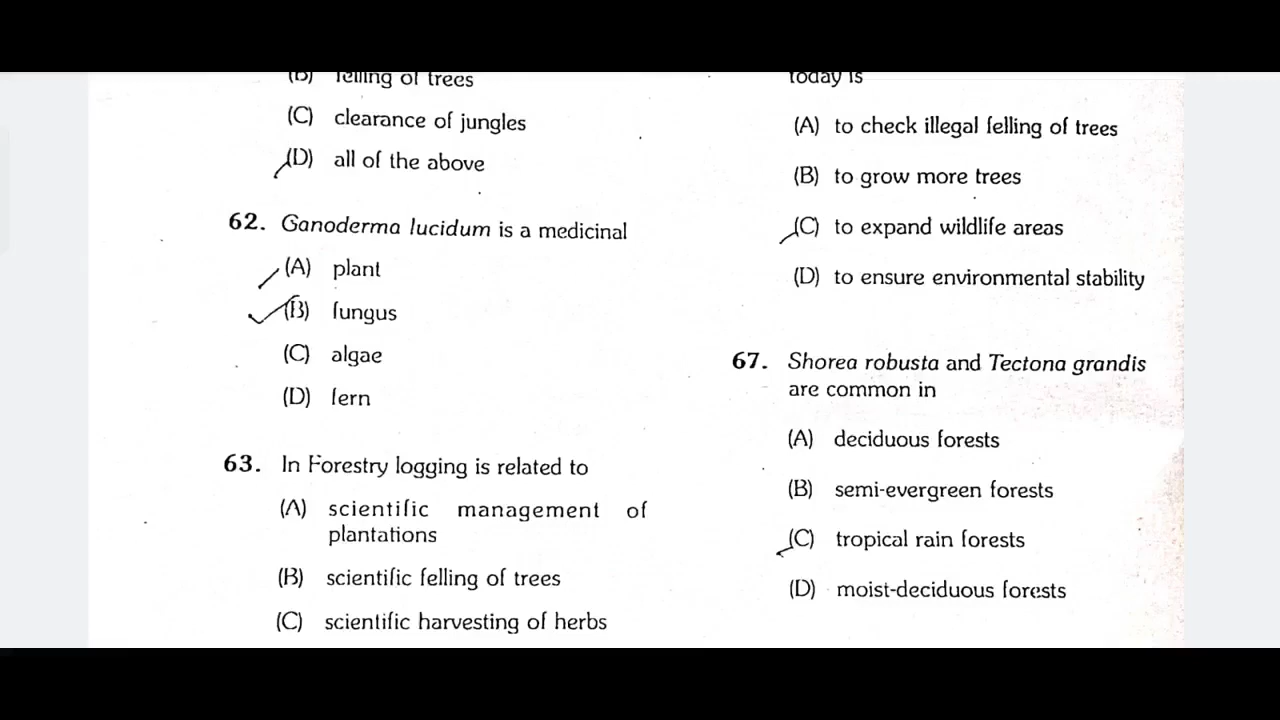 (B) felling of trees
(C) clearance of jungles
(D) all of the above
62. Ganoderma lucidum is a medicinal
(A) plant
(B) fungus
(C) algae
(D) fern
63. In Forestry logging is related to
(A) scientific management of
plantations
(B) scientific felling of trees
(C) scientific harvesting of herbs
today is
(A) to check illegal felling of trees
(B) to grow more trees
(C) to expand wildlife areas
(D) to ensure environmental stability
67. Shorea robusta and Tectona grandis
are common in
(A) deciduous forests
(B) semi-evergreen forests
(C) tropical rain forests
(D) moist-deciduous forests